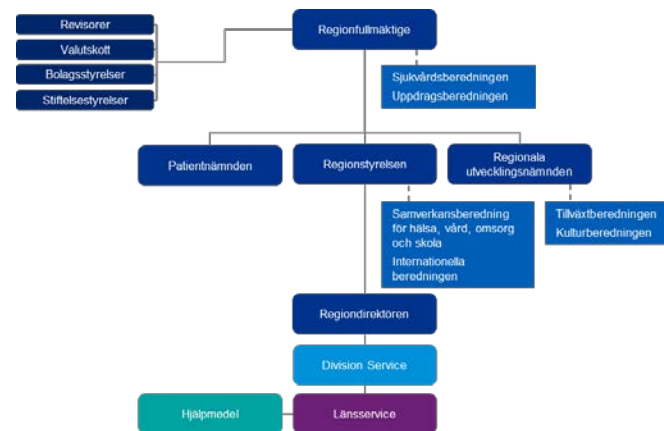 Revisorer
Valutskott
Bolagsstyrelser
Stiftelsestyrelser
Regionfullmäktige
Sjukvårdsberedningen
Uppdragsberedningen
Patientnämnden
Regionstyrelsen
Regionala
utvecklingsnämnden
Samverkansberedning
för hälsa, vård, omsorg
och skola
Internationella
beredningen
Tillväxtberedningen
Kulturberedningen
Regiondirektören
Division Service
Hjälpmedel
Länsservice